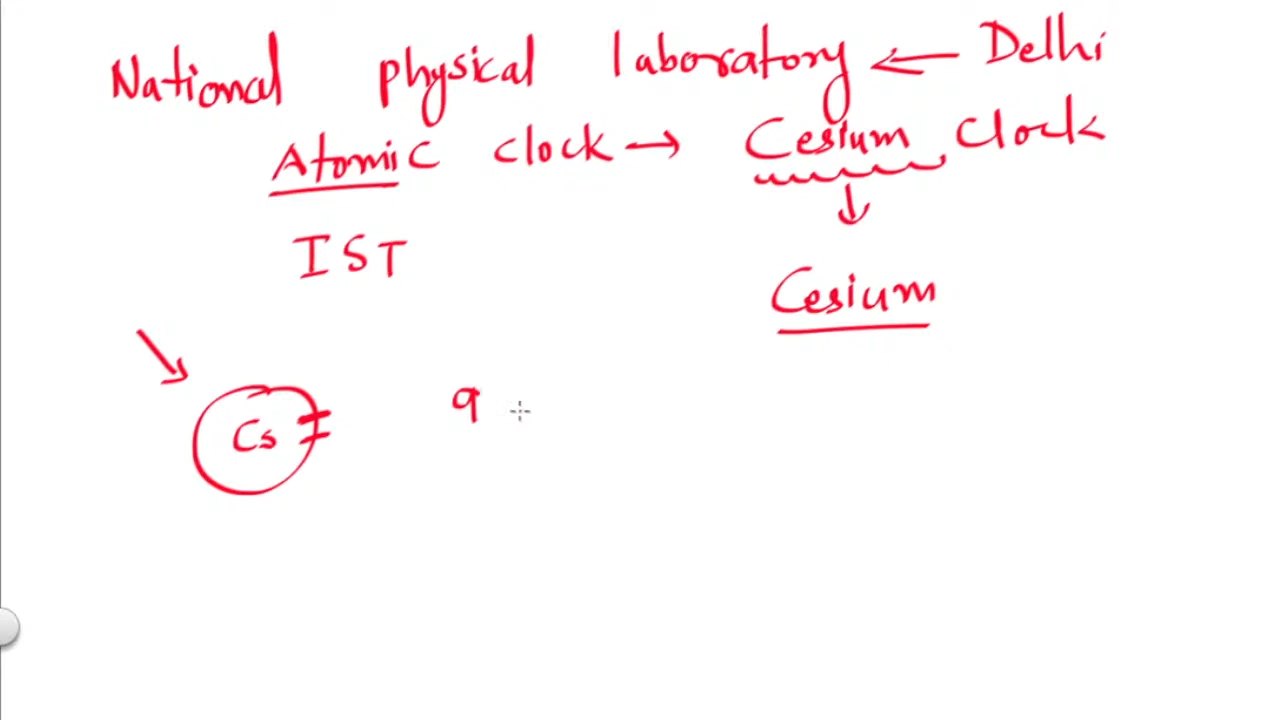 National physical laboratory ← Delhi
Atomic clock → Cesium clock
IST
Cesium
Cs
9